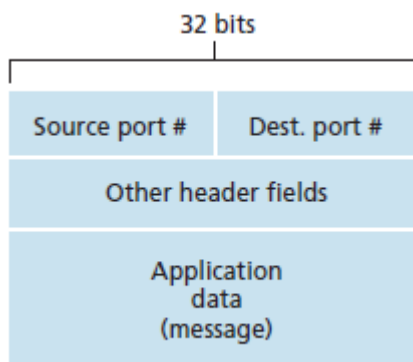 32 bits
Source port # Dest. port #
Other header fields
Application
data
(message)